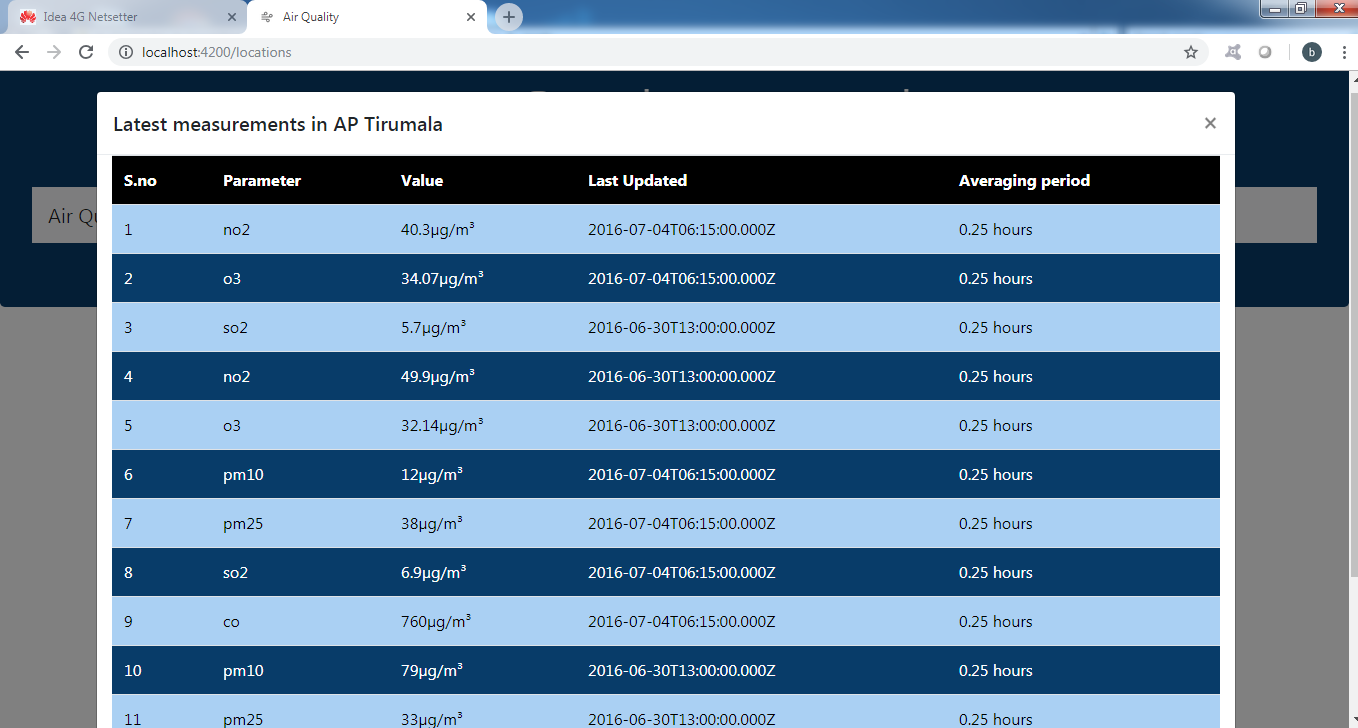 Idea 4G Netsetter
Air Quality
localhost:4200/locations
b
Latest measurements in AP Tirumala
×
Air Qu
S.no Parameter Value Last Updated Averaging period
1 no2 40.3µg/m³ 2016-07-04T06:15:00.000Z 0.25 hours
2 o3 34.07µg/m³ 2016-07-04T06:15:00.000Z 0.25 hours
3 so2 5.7µg/m³ 2016-06-30T13:00:00.000Z 0.25 hours
4 no2 49.9µg/m³ 2016-06-30T13:00:00.000Z 0.25 hours
5 o3 32.14µg/m³ 2016-06-30T13:00:00.000Z 0.25 hours
6 pm10 12µg/m³ 2016-07-04T06:15:00.000Z 0.25 hours
7 pm25 38µg/m³ 2016-07-04T06:15:00.000Z 0.25 hours
8 so2 6.9µg/m³ 2016-07-04T06:15:00.000Z 0.25 hours
9 co 760µg/m³ 2016-07-04T06:15:00.000Z 0.25 hours
10 pm10 79µg/m³ 2016-06-30T13:00:00.000Z 0.25 hours
11 pm25 33µg/m³ 2016-06-30T13:00:00.000Z 0.25 hours